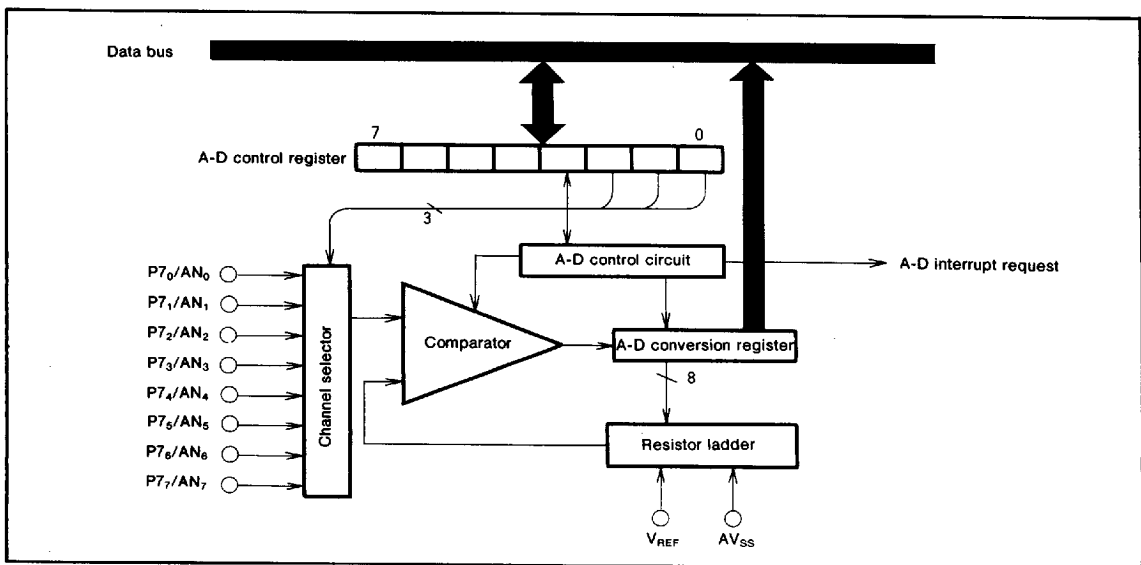 Data bus
7 0
A-D control register
3
A-D control circuit
A-D interrupt request
P7₀/AN₀
P7₁/AN₁
P7₂/AN₂
P7₃/AN₃
P7₄/AN₄
P7₅/AN₅
P7₆/AN₆
P7₇/AN₇
Channel selector
Comparator
A-D conversion register
8
Resistor ladder
V_REF AV_SS